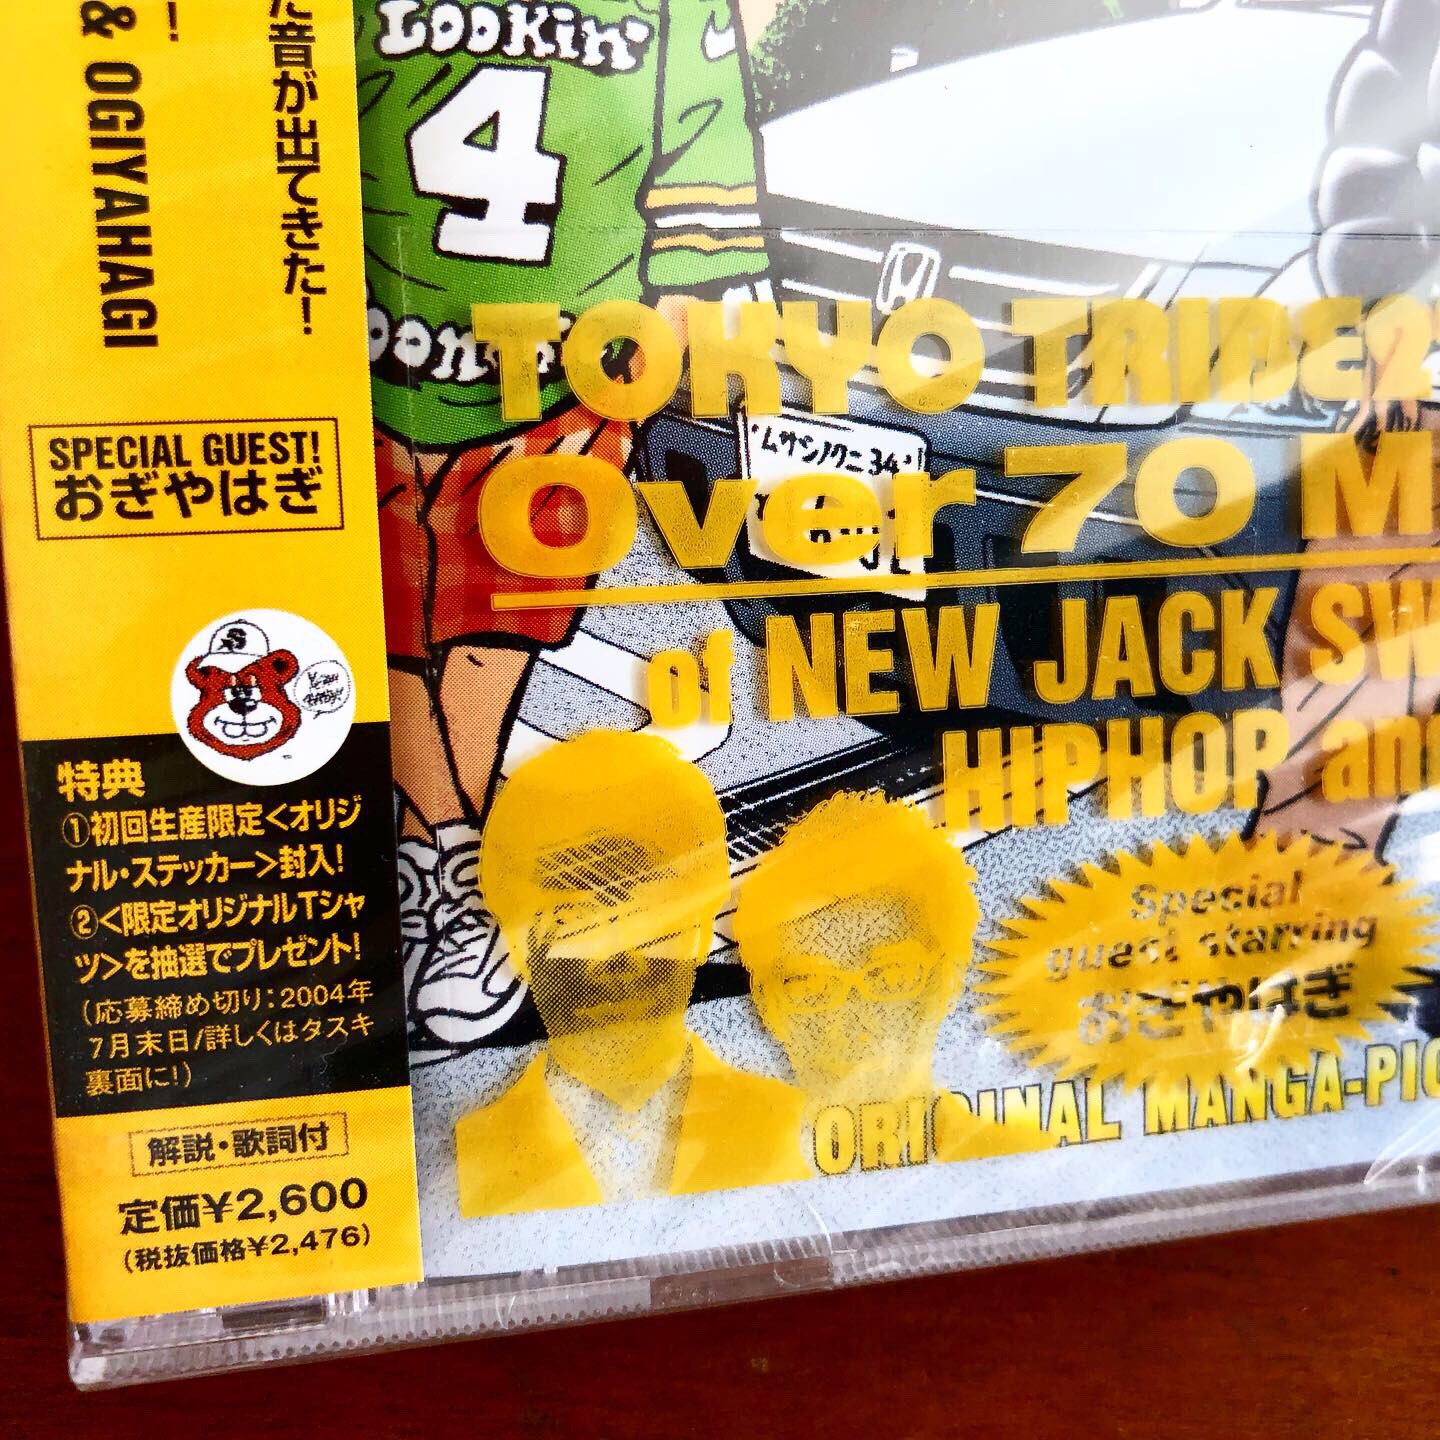 た音が出てきた!
!
& OGIYAHAGI
SPECIAL GUEST!
おぎやはぎ
特典
①初回生産限定<オリジ
ナル・ステッカー>封入!
②<限定オリジナルTシャ
ツ>を抽選でプレゼント!
(応募締め切り:2004年
7月末日/詳しくはタスキ
裏面に!)
解説・歌詞付
定価¥2,600
(税抜価格¥2,476)
LOOKIN'
4
TOKYO TRIBE2
ムサシノクニ 34
Over 70 M
of NEW JACK SW
HIPHOP an
Special
guest starring
おぎやはぎ
ORIGINAL MANGA-PIC